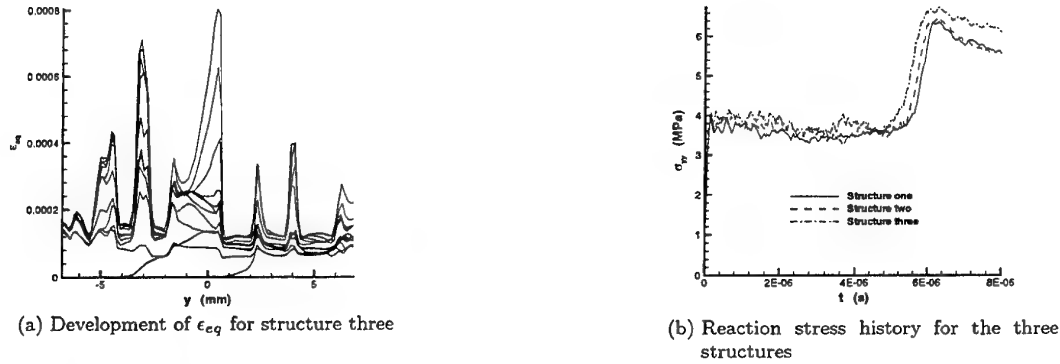 0.0008
0.0006
0.0004
0.0002
0
ε_eq
-5
0
5
y (mm)
(a) Development of ϵ_eq for structure three
6
5
4
3
2
1
0
σ_yy (MPa)
Structure one
Structure two
Structure three
2E-06
4E-06
6E-06
8E-06
t (s)
(b) Reaction stress history for the three
structures